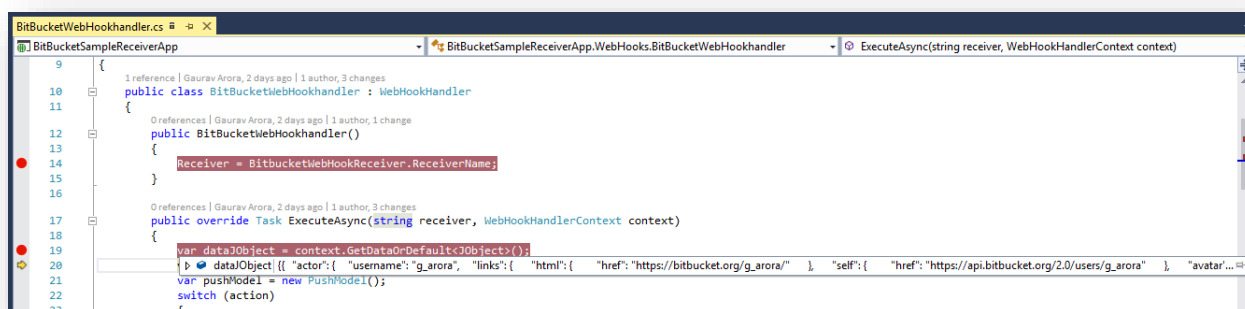 BitBucketWebHookhandler.cs
BitBucketSampleReceiverApp BitBucketSampleReceiverApp.WebHooks.BitBucketWebHookhandler ExecuteAsync(string receiver, WebHookHandlerContext context)
9 {
1 reference | Gaurav Arora, 2 days ago | 1 author, 3 changes
10 public class BitBucketWebHookhandler : WebHookHandler
11 {
0 references | Gaurav Arora, 2 days ago | 1 author, 1 change
12 public BitBucketWebHookhandler()
13 {
14 Receiver = BitbucketWebHookReceiver.ReceiverName;
15 }
16
0 references | Gaurav Arora, 2 days ago | 1 author, 3 changes
17 public override Task ExecuteAsync(string receiver, WebHookHandlerContext context)
18 {
19 var dataJObject = context.GetDataOrDefault<JObject>();
20 dataJObject {{ "actor": { "username": "g_arora", "links": { "html": { "href": "https://bitbucket.org/g_arora/" }, "self": { "href": "https://api.bitbucket.org/2.0/users/g_arora" }, "avatar"...
21 var pushModel = new PushModel();
22 switch (action)